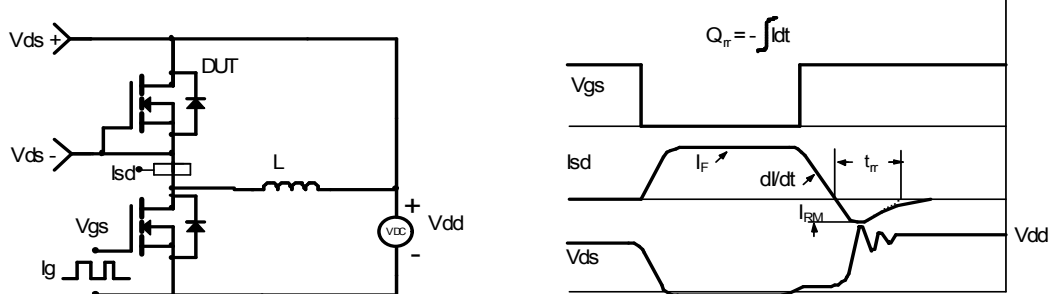 Vds +
DUT
Vds -
Isd
L
Vgs
Ig
+
VDC
-
Vdd
Qrr = - ∫ Idt
Vgs
Isd
IF
dI/dt
trr
IRM
Vds
Vdd